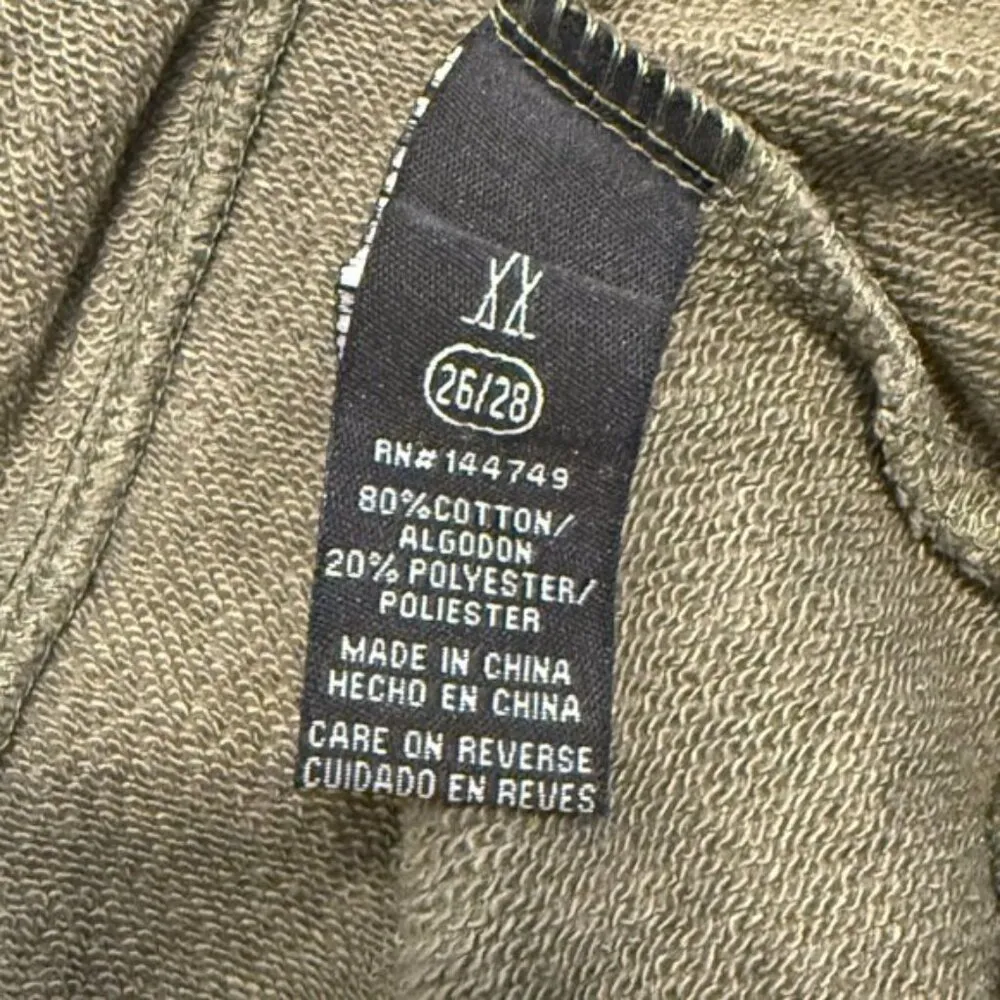 XX
26/28
RN# 144749
80% COTTON/
ALGODON
20% POLYESTER/
POLIESTER
MADE IN CHINA
HECHO EN CHINA
CARE ON REVERSE
CUIDADO EN REVES